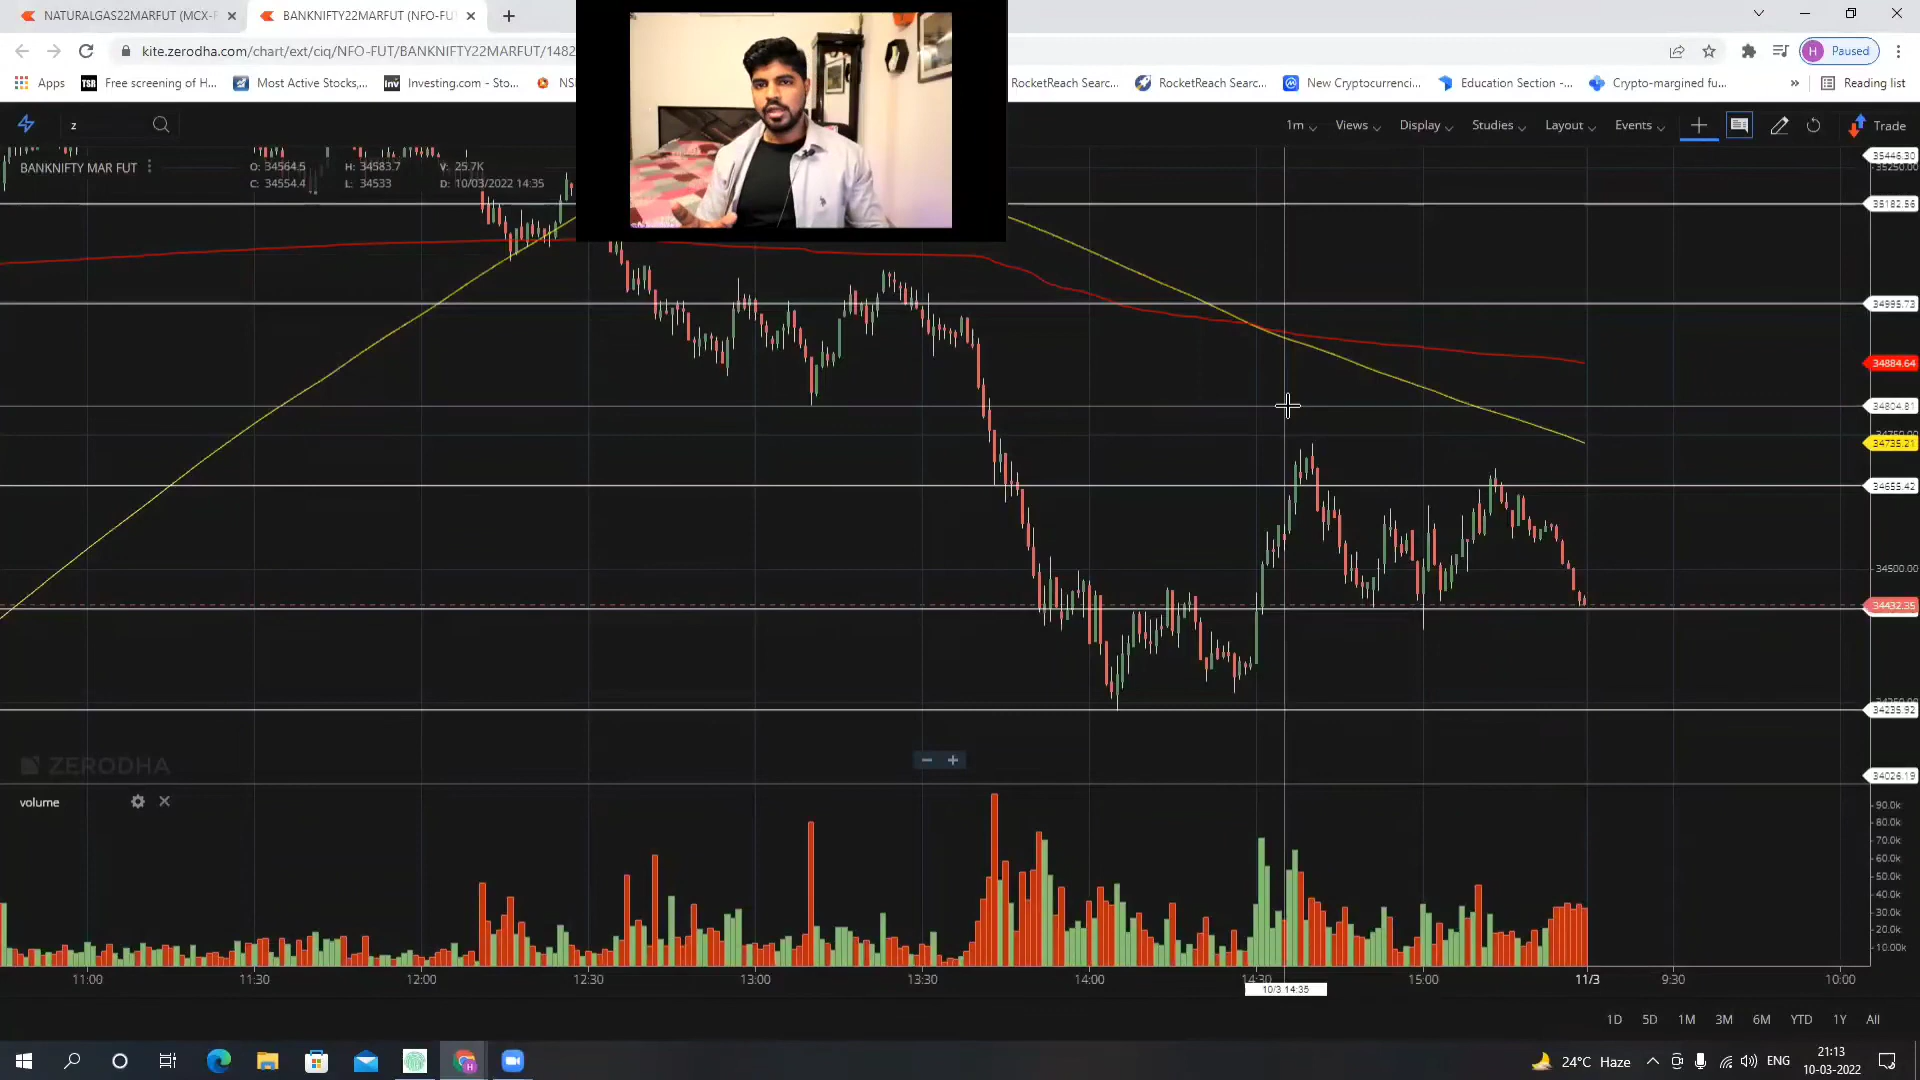 NATURALGAS22MARFUT (MCX-F
BANKNIFTY22MARFUT (NFO-FU
kite.zerodha.com/chart/ext/ciq/NFO-FUT/BANKNIFTY22MARFUT/1482
H Paused
Apps
TSR Free screening of H...
Most Active Stocks,...
Inv Investing.com - Sto...
NSI
RocketReach Searc...
RocketReach Searc...
New Cryptocurrenci...
Education Section -...
Crypto-margined fu...
» Reading list
z
1m Views Display Studies Layout Events Trade
BANKNIFTY MAR FUT
O: 34564.5 H: 34583.7 V: 25.7K
C: 34554.4 L: 34533 D: 10/03/2022 14:35
35446.30
35250.00
35182.56
34995.73
34884.64
34804.81
34750.00
34735.21
34655.42
34500.00
34432.35
34235.92
34026.19
ZERODHA
volume
90.0k
80.0k
70.0k
60.0k
50.0k
40.0k
30.0k
20.0k
10.00k
11:00 11:30 12:00 12:30 13:00 13:30 14:00 14:30 15:00 11/3 9:30 10:00
10/3 14:35
1D 5D 1M 3M 6M YTD 1Y All
24°C Haze
ENG
21:13
10-03-2022